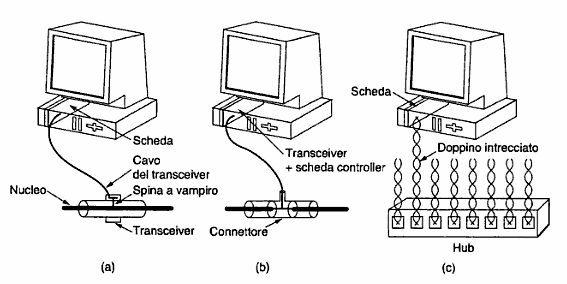 Scheda
Cavo
del transceiver
Spina a vampiro
Nucleo
Transceiver
(a)
Transceiver
+ scheda controller
Connettore
(b)
Scheda
Doppino intrecciato
Hub
(c)